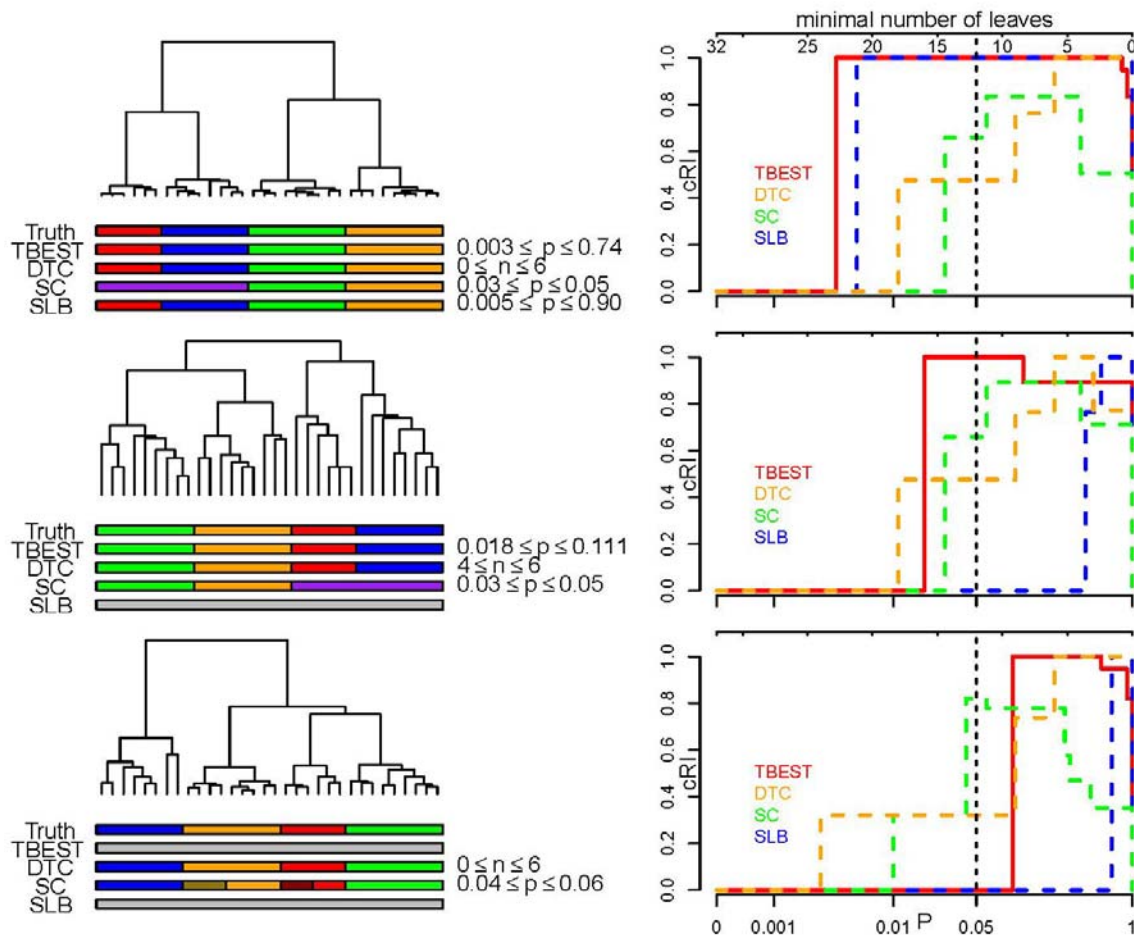 minimal number of leaves
32 25 20 15 10 5 0
1.0
0.8
0.6
0.4
0.2
0.0
cRI
TBEST
DTC
SC
SLB
Truth
TBEST 0.003 ≤ p ≤ 0.74
DTC 0 ≤ n ≤ 6
SC 0.03 ≤ p ≤ 0.05
SLB 0.005 ≤ p ≤ 0.90
1.0
0.8
0.6
0.4
0.2
0.0
cRI
TBEST
DTC
SC
SLB
Truth
TBEST 0.018 ≤ p ≤ 0.111
DTC 4 ≤ n ≤ 6
SC 0.03 ≤ p ≤ 0.05
SLB
1.0
0.8
0.6
0.4
0.2
0.0
cRI
TBEST
DTC
SC
SLB
Truth
TBEST
DTC 0 ≤ n ≤ 6
SC 0.04 ≤ p ≤ 0.06
SLB
0 0.001 0.01 P 0.05 1